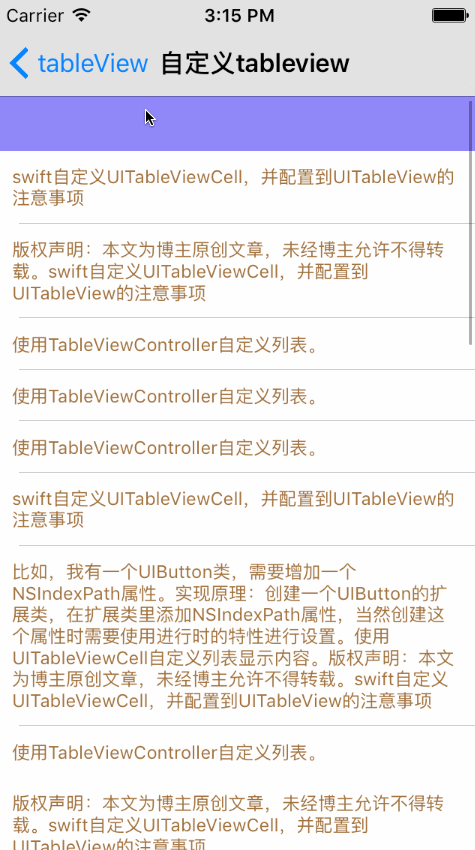 Carrier 3:15 PM
tableView 自定义tableview
swift自定义UITableViewCell，并配置到UITableView的
注意事项
版权声明：本文为博主原创文章，未经博主允许不得转
载。swift自定义UITableViewCell，并配置到
UITableView的注意事项
使用TableViewController自定义列表。
使用TableViewController自定义列表。
使用TableViewController自定义列表。
swift自定义UITableViewCell，并配置到UITableView的
注意事项
比如，我有一个UIButton类，需要增加一个
NSIndexPath属性。实现原理：创建一个UIButton的扩
展类，在扩展类里添加NSIndexPath属性，当然创建这
个属性时需要使用进行时的特性进行设置。使用
UITableViewCell自定义列表显示内容。版权声明：本文
为博主原创文章，未经博主允许不得转载。swift自定义
UITableViewCell，并配置到UITableView的注意事项
使用TableViewController自定义列表。
版权声明：本文为博主原创文章，未经博主允许不得转
载。swift自定义UITableViewCell，并配置到
UITableView的注意事项